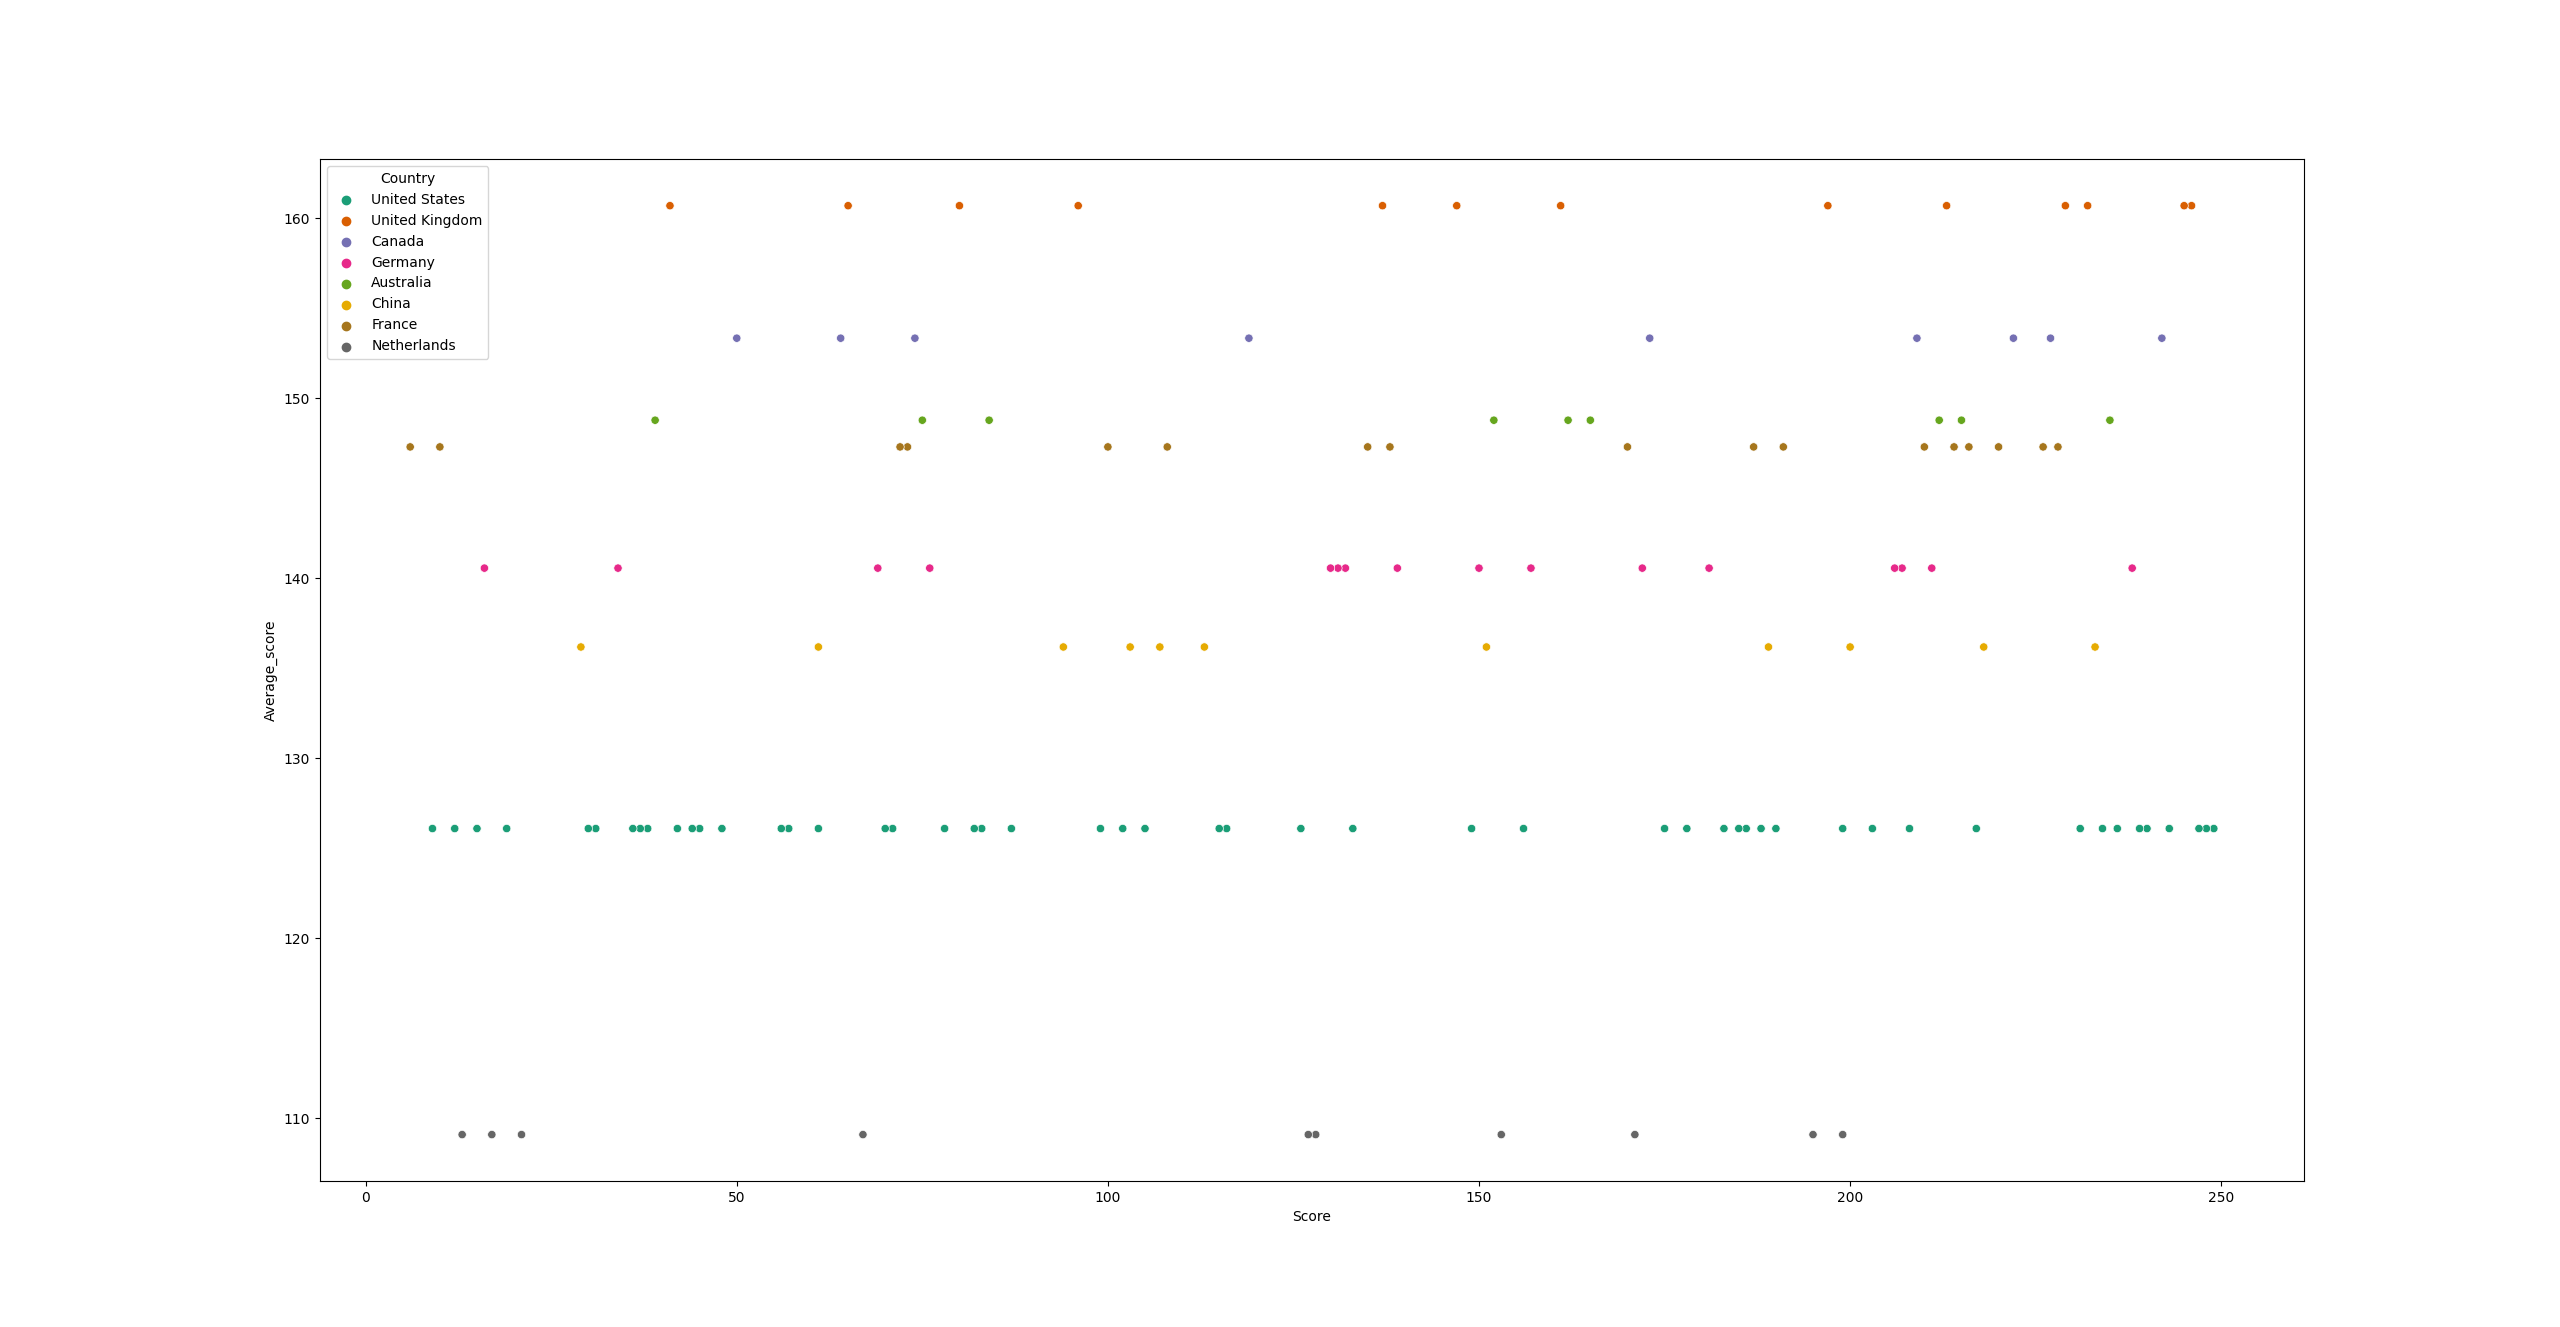 Country
United States
United Kingdom
Canada
Germany
Australia
China
France
Netherlands
160
150
140
130
120
110
Average_score
0 50 100 150 200 250
Score